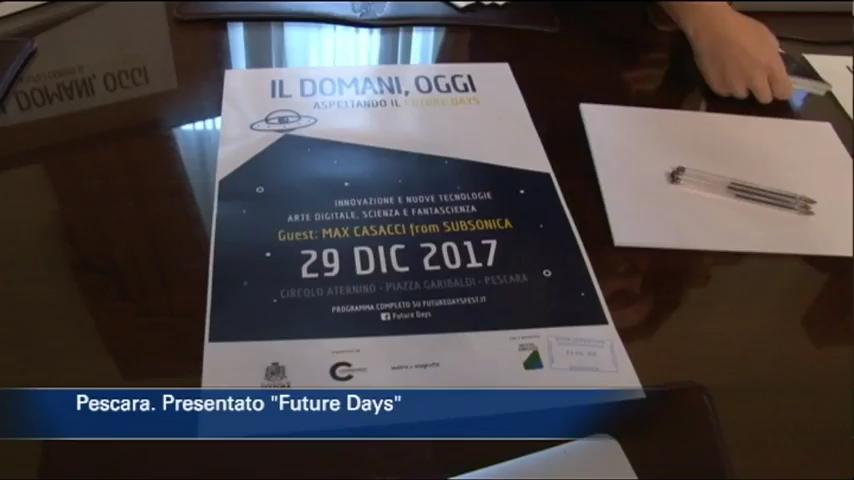 IL DOMANI, OGGI
ASPETTANDO IL FUTURE DAYS
INNOVAZIONE E NUOVE TECNOLOGIE
ARTE DIGITALE, SCIENZA E FANTASCIENZA
Guest: MAX CASACCI from SUBSONICA
29 DIC 2017
CIRCOLO ATERNINO - PIAZZA GARIBALDI - PESCARA
PROGRAMMA COMPLETO SU FUTUREDAYSFEST.IT
Future Days
Pescara. Presentato "Future Days"